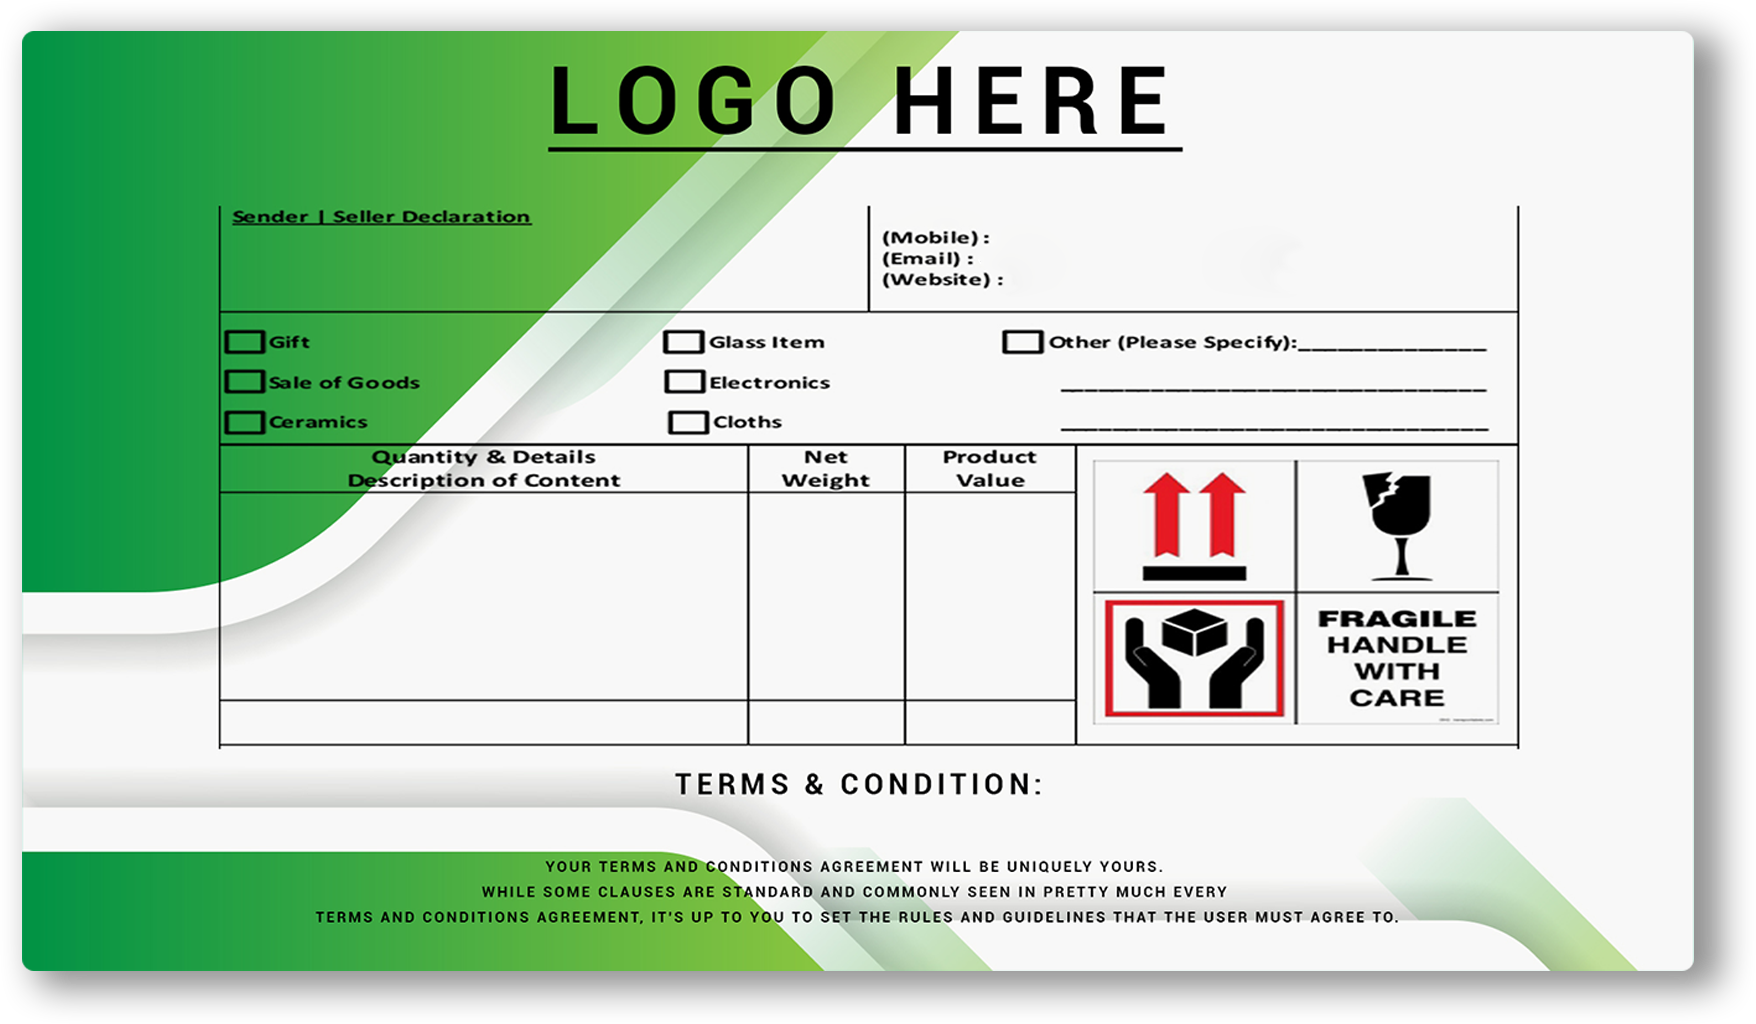 LOGO HERE
Sender | Seller Declaration
(Mobile) :
(Email) :
(Website) :
Gift
Glass Item
Other (Please Specify):______________
Sale of Goods
Electronics
Ceramics
Cloths
Quantity & Details
Description of Content
Net
Weight
Product
Value
FRAGILE
HANDLE
WITH
CARE
TERMS & CONDITION:
YOUR TERMS AND CONDITIONS AGREEMENT WILL BE UNIQUELY YOURS.
WHILE SOME CLAUSES ARE STANDARD AND COMMONLY SEEN IN PRETTY MUCH EVERY
TERMS AND CONDITIONS AGREEMENT, IT'S UP TO YOU TO SET THE RULES AND GUIDELINES THAT THE USER MUST AGREE TO.